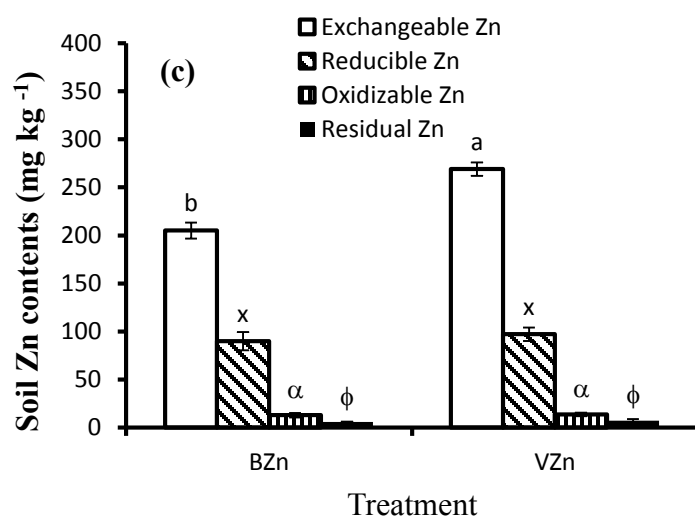 Exchangeable Zn
Reducible Zn
Oxidizable Zn
Residual Zn
(c)
Soil Zn contents (mg kg -1)
400
350
300
250
200
150
100
50
0
b
x
α
ϕ
a
x
α
ϕ
BZn
VZn
Treatment